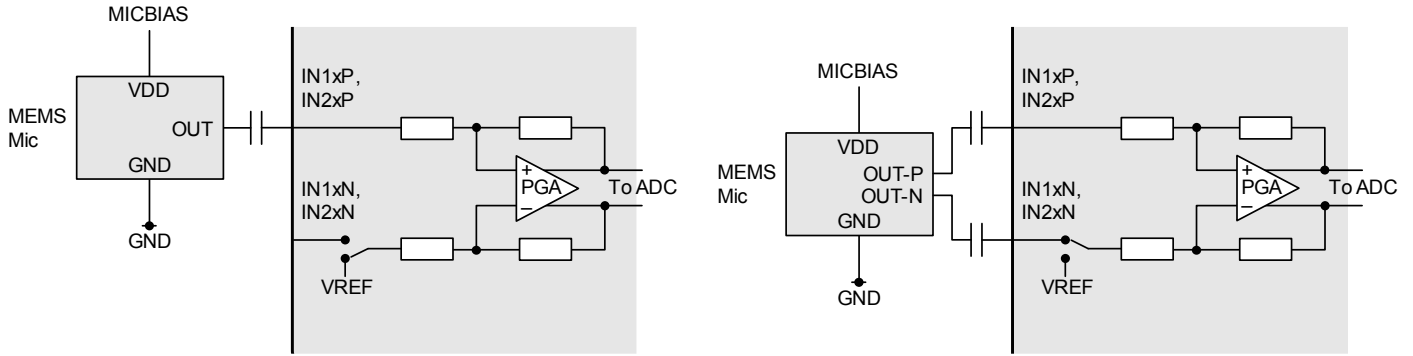 MICBIAS
VDD
OUT
GND
MEMS
Mic
GND
IN1xP,
IN2xP
+
PGA
−
To ADC
IN1xN,
IN2xN
VREF
MICBIAS
VDD
OUT-P
OUT-N
GND
MEMS
Mic
GND
IN1xP,
IN2xP
+
PGA
−
To ADC
IN1xN,
IN2xN
VREF